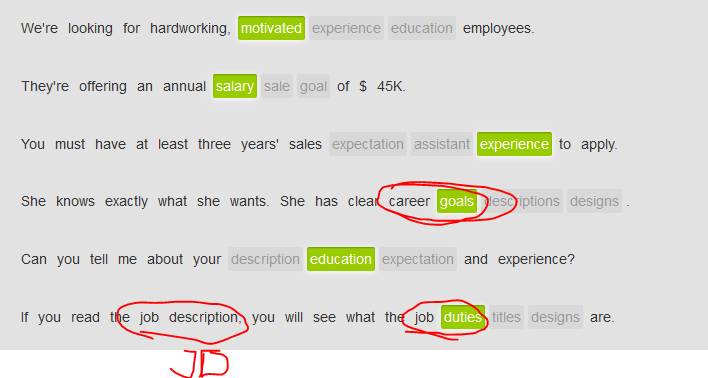 We're looking for hardworking, motivated experience education employees.
They're offering an annual salary sale goal of $ 45K.
You must have at least three years' sales expectation assistant experience to apply.
She knows exactly what she wants. She has clear career goals descriptions designs .
Can you tell me about your description education expectation and experience?
If you read the job description, you will see what the job duties titles designs are.
JD